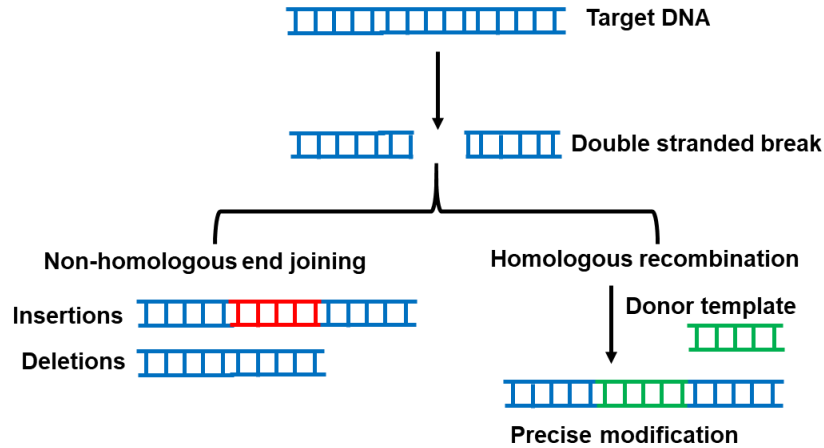 Target DNA
Double stranded break
Non-homologous end joining
Insertions
Deletions
Homologous recombination
Donor template
Precise modification